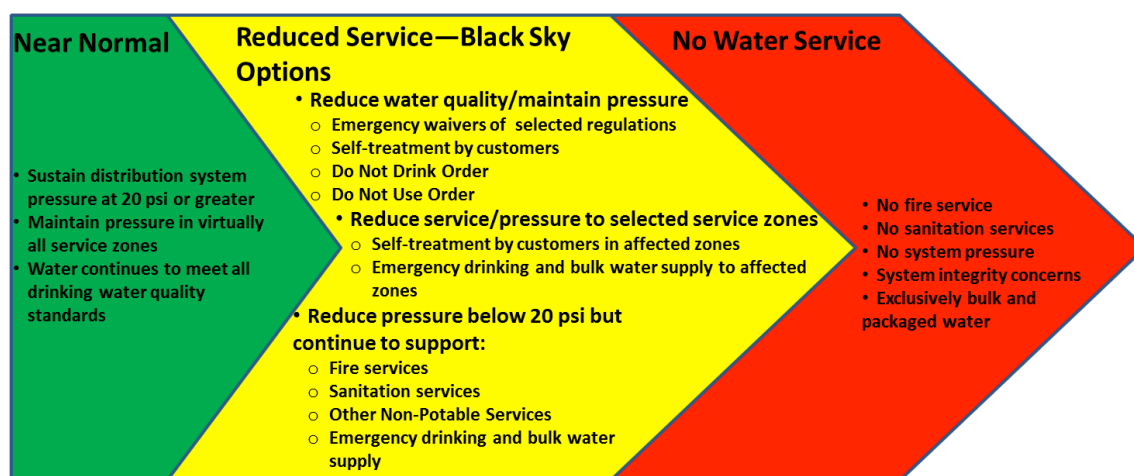 Near Normal
• Sustain distribution system
pressure at 20 psi or greater
• Maintain pressure in virtually
all service zones
• Water continues to meet all
drinking water quality
standards
Reduced Service—Black Sky
Options
• Reduce water quality/maintain pressure
o Emergency waivers of selected regulations
o Self-treatment by customers
o Do Not Drink Order
o Do Not Use Order
• Reduce service/pressure to selected service zones
o Self-treatment by customers in affected zones
o Emergency drinking and bulk water supply to affected
zones
• Reduce pressure below 20 psi but
continue to support:
o Fire services
o Sanitation services
o Other Non-Potable Services
o Emergency drinking and bulk water
supply
No Water Service
• No fire service
• No sanitation services
• No system pressure
• System integrity concerns
• Exclusively bulk and
packaged water